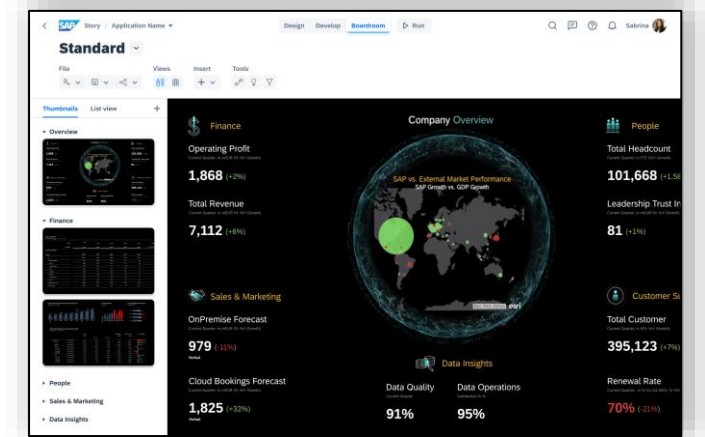 SAP Story / Application Name
Design Develop Boardroom Run
Sabrina
Standard
File Views Insert Tools
Thumbnails List view
Overview
Finance
People
Sales & Marketing
Data Insights
Finance
Operating Profit
1,868 (+2%)
Total Revenue
7,112 (+6%)
Sales & Marketing
OnPremise Forecast
979 (-11%)
Cloud Bookings Forecast
1,825 (+32%)
Company Overview
SAP vs. External Market Performance
SAP Growth vs. GDP Growth
esri
Data Insights
Data Quality
Current Quarter
91%
Data Operations
95%
People
Total Headcount
101,668
Leadership Trust In
81 (+1%)
Customer Su
Total Customer
395,123 (+7%)
Renewal Rate
70% (-21%)